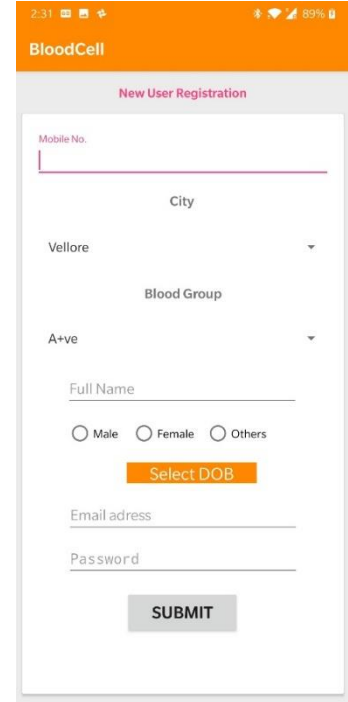 2:31 89%
BloodCell
New User Registration
Mobile No.
City
Vellore
Blood Group
A+ve
Full Name
Male Female Others
Select DOB
Email adress
Password
SUBMIT